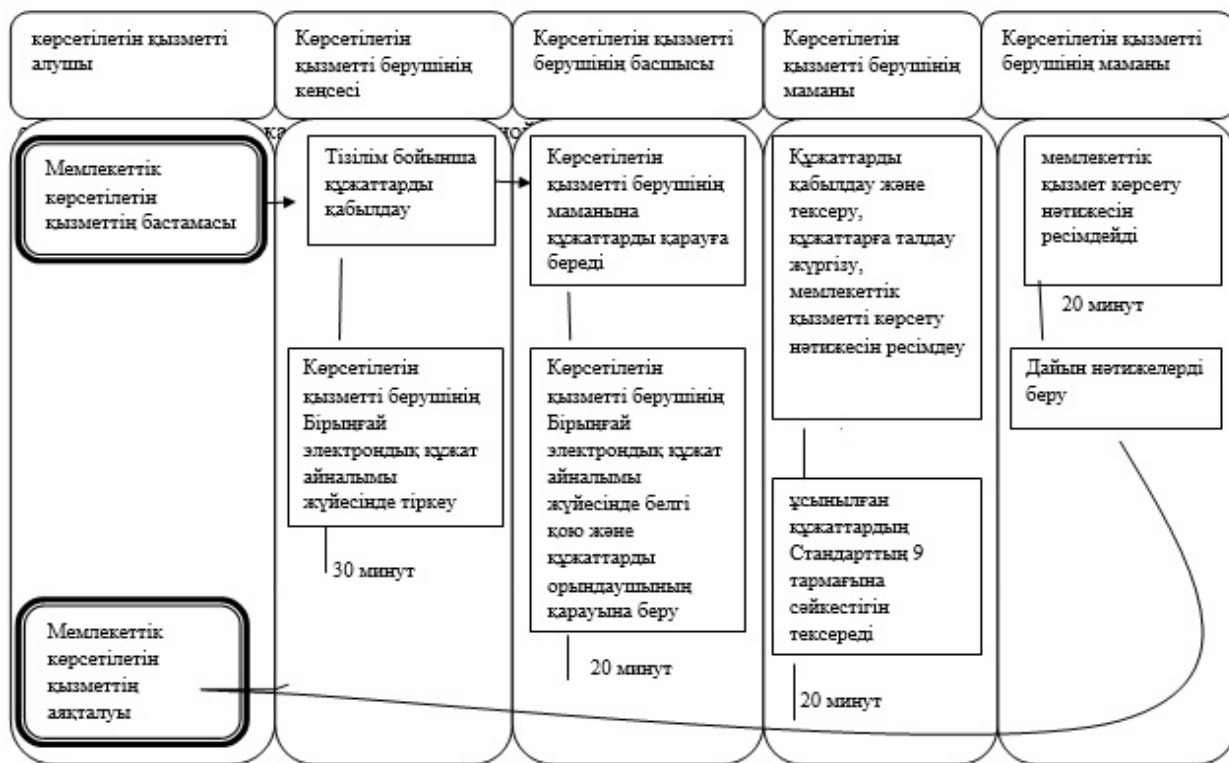 көрсетілетін қызметті
алушы
Көрсетілетін
қызметті берушінің
кеңсесі
Көрсетілетін қызметті
берушінің басшысы
Көрсетілетін
қызметті берушінің
маманы
Көрсетілетін қызметті
берушінің маманы
Мемлекеттік
көрсетілетін
қызметтің бастамасы
Тізілім бойынша
құжаттарды
қабылдау
Көрсетілетін
қызметті берушінің
маманына
құжаттарды қарауға
береді
Құжаттарды
қабылдау және
тексеру,
құжаттарға талдау
жүргізу,
мемлекеттік
қызметті көрсету
нәтижесін ресімдеу
мемлекеттік
қызмет көрсету
нәтижесін
ресімдейді
20 минут
Көрсетілетін
қызметті берушінің
Бірыңғай
электрондық құжат
айналымы
жүйесінде тіркеу
30 минут
Көрсетілетін
қызметті берушінің
Бірыңғай
электрондық құжат
айналымы
жүйесінде белгі
қою және
құжаттарды
орындаушының
қарауына беру
20 минут
ұсынылған
құжаттардың
Стандарттың 9
тармағына
сәйкестігін
тексереді
20 минут
Дайын нәтижелерді
беру
Мемлекеттік
көрсетілетін
қызметтің
аяқталуы